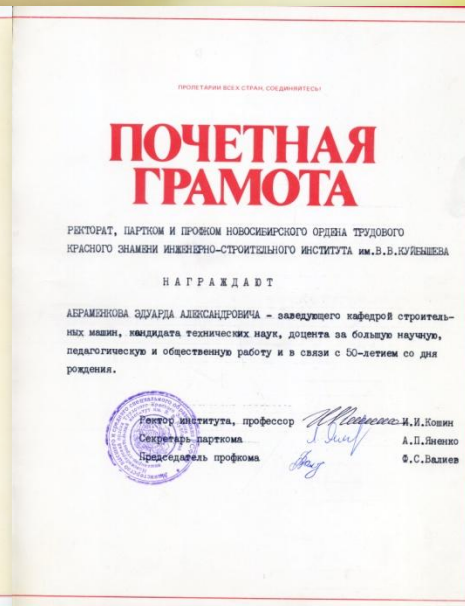 ПРОЛЕТАРИИ ВСЕХ СТРАН, СОЕДИНЯЙТЕСЬ!
ПОЧЕТНАЯ
ГРАМОТА
РЕКТОРАТ, ПАРТКОМ И ПРОФКОМ НОВОСИБИРСКОГО ОРДЕНА ТРУДОВОГО
КРАСНОГО ЗНАМЕНИ ИНЖЕНЕРНО-СТРОИТЕЛЬНОГО ИНСТИТУТА им.В.В.КУЙБЫШЕВА
НАГРАЖДАЮТ
АБРАМЕНКОВА ЭДУАРДА АЛЕКСАНДРОВИЧА - заведующего кафедрой строитель-
ных машин, кандидата технических наук, доцента за большую научную,
педагогическую и общественную работу и в связи с 50-летием со дня
рождения.
Ректор института, профессор И.И.Кошин
Секретарь парткома А.П.Яненко
Председатель профкома Ф.С.Валиев